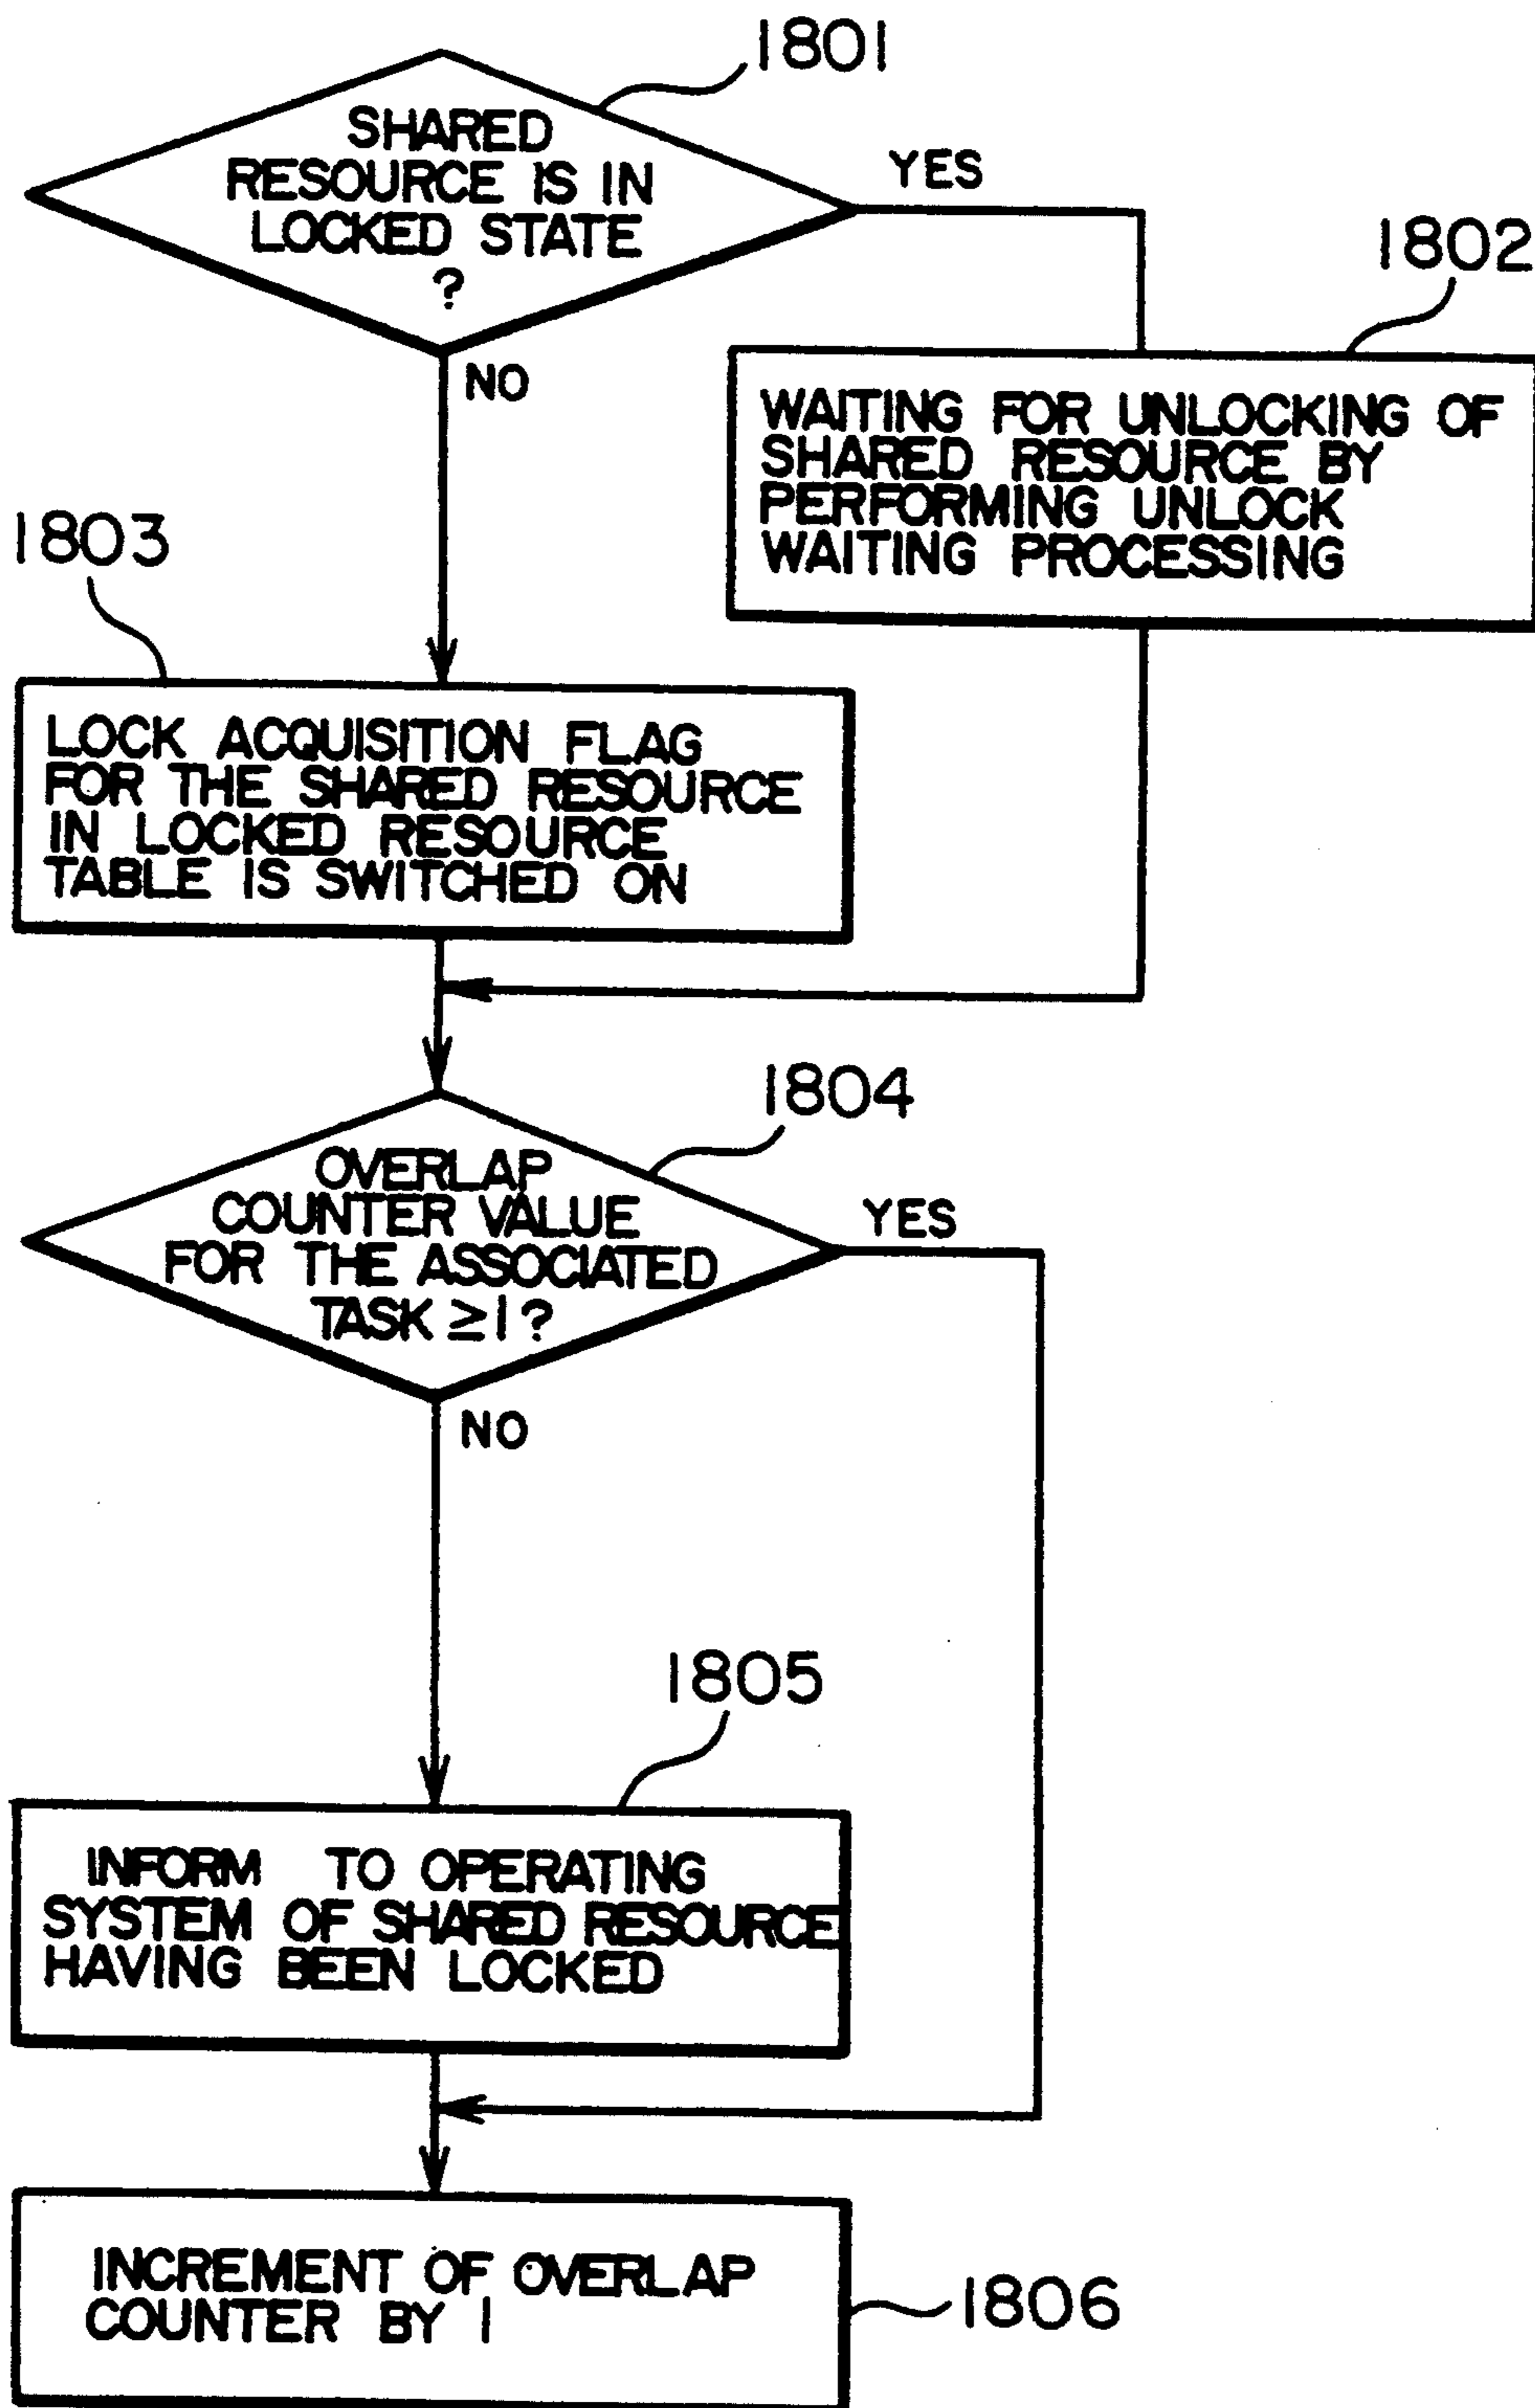 1801
SHARED
RESOURCE IS IN
LOCKED STATE
?
YES
1802
NO
WAITING FOR UNLOCKING OF
SHARED RESOURCE BY
PERFORMING UNLOCK
WAITING PROCESSING
1803
LOCK ACQUISITION FLAG
FOR THE SHARED RESOURCE
IN LOCKED RESOURCE
TABLE IS SWITCHED ON
1804
OVERLAP
COUNTER VALUE
FOR THE ASSOCIATED
TASK ≥ 1 ?
YES
NO
1805
INFORM TO OPERATING
SYSTEM OF SHARED RESOURCE
HAVING BEEN LOCKED
INCREMENT OF OVERLAP
COUNTER BY 1
1806